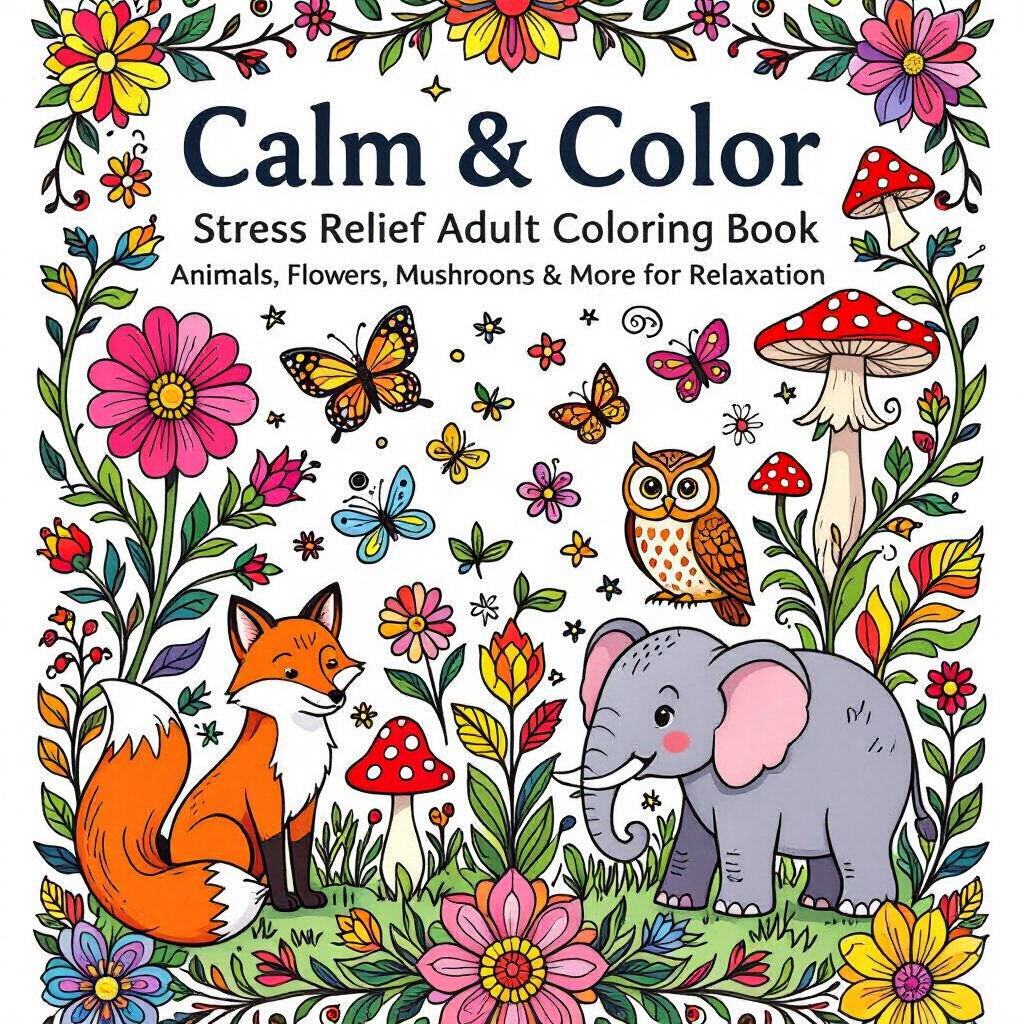 Calm & Color
Stress Relief Adult Coloring Book
Animals, Flowers, Mushroons & More for Relaxation